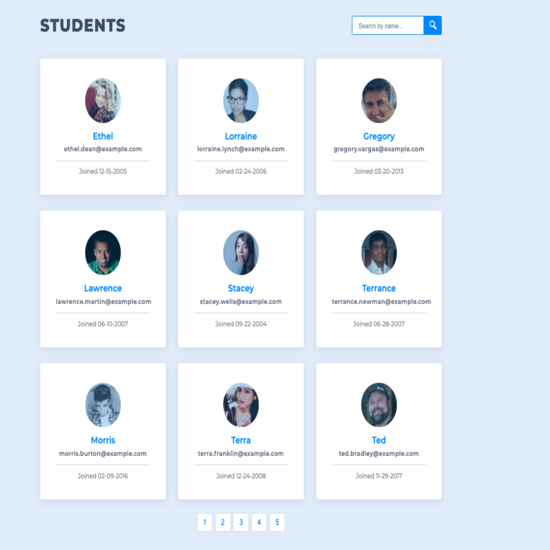 STUDENTS
Search by name...
Ethel
ethel.dean@example.com
Joined 12-15-2005
Lorraine
lorraine.lynch@example.com
Joined 02-24-2006
Gregory
gregory.vargas@example.com
Joined 03-20-2013
Lawrence
lawrence.martin@example.com
Joined 06-10-2007
Stacey
stacey.wells@example.com
Joined 09-22-2004
Terrance
terrance.newman@example.com
Joined 06-28-2007
Morris
morris.burton@example.com
Joined 02-09-2016
Terra
terra.franklin@example.com
Joined 12-24-2008
Ted
ted.bradley@example.com
Joined 11-29-2017
1 2 3 4 5